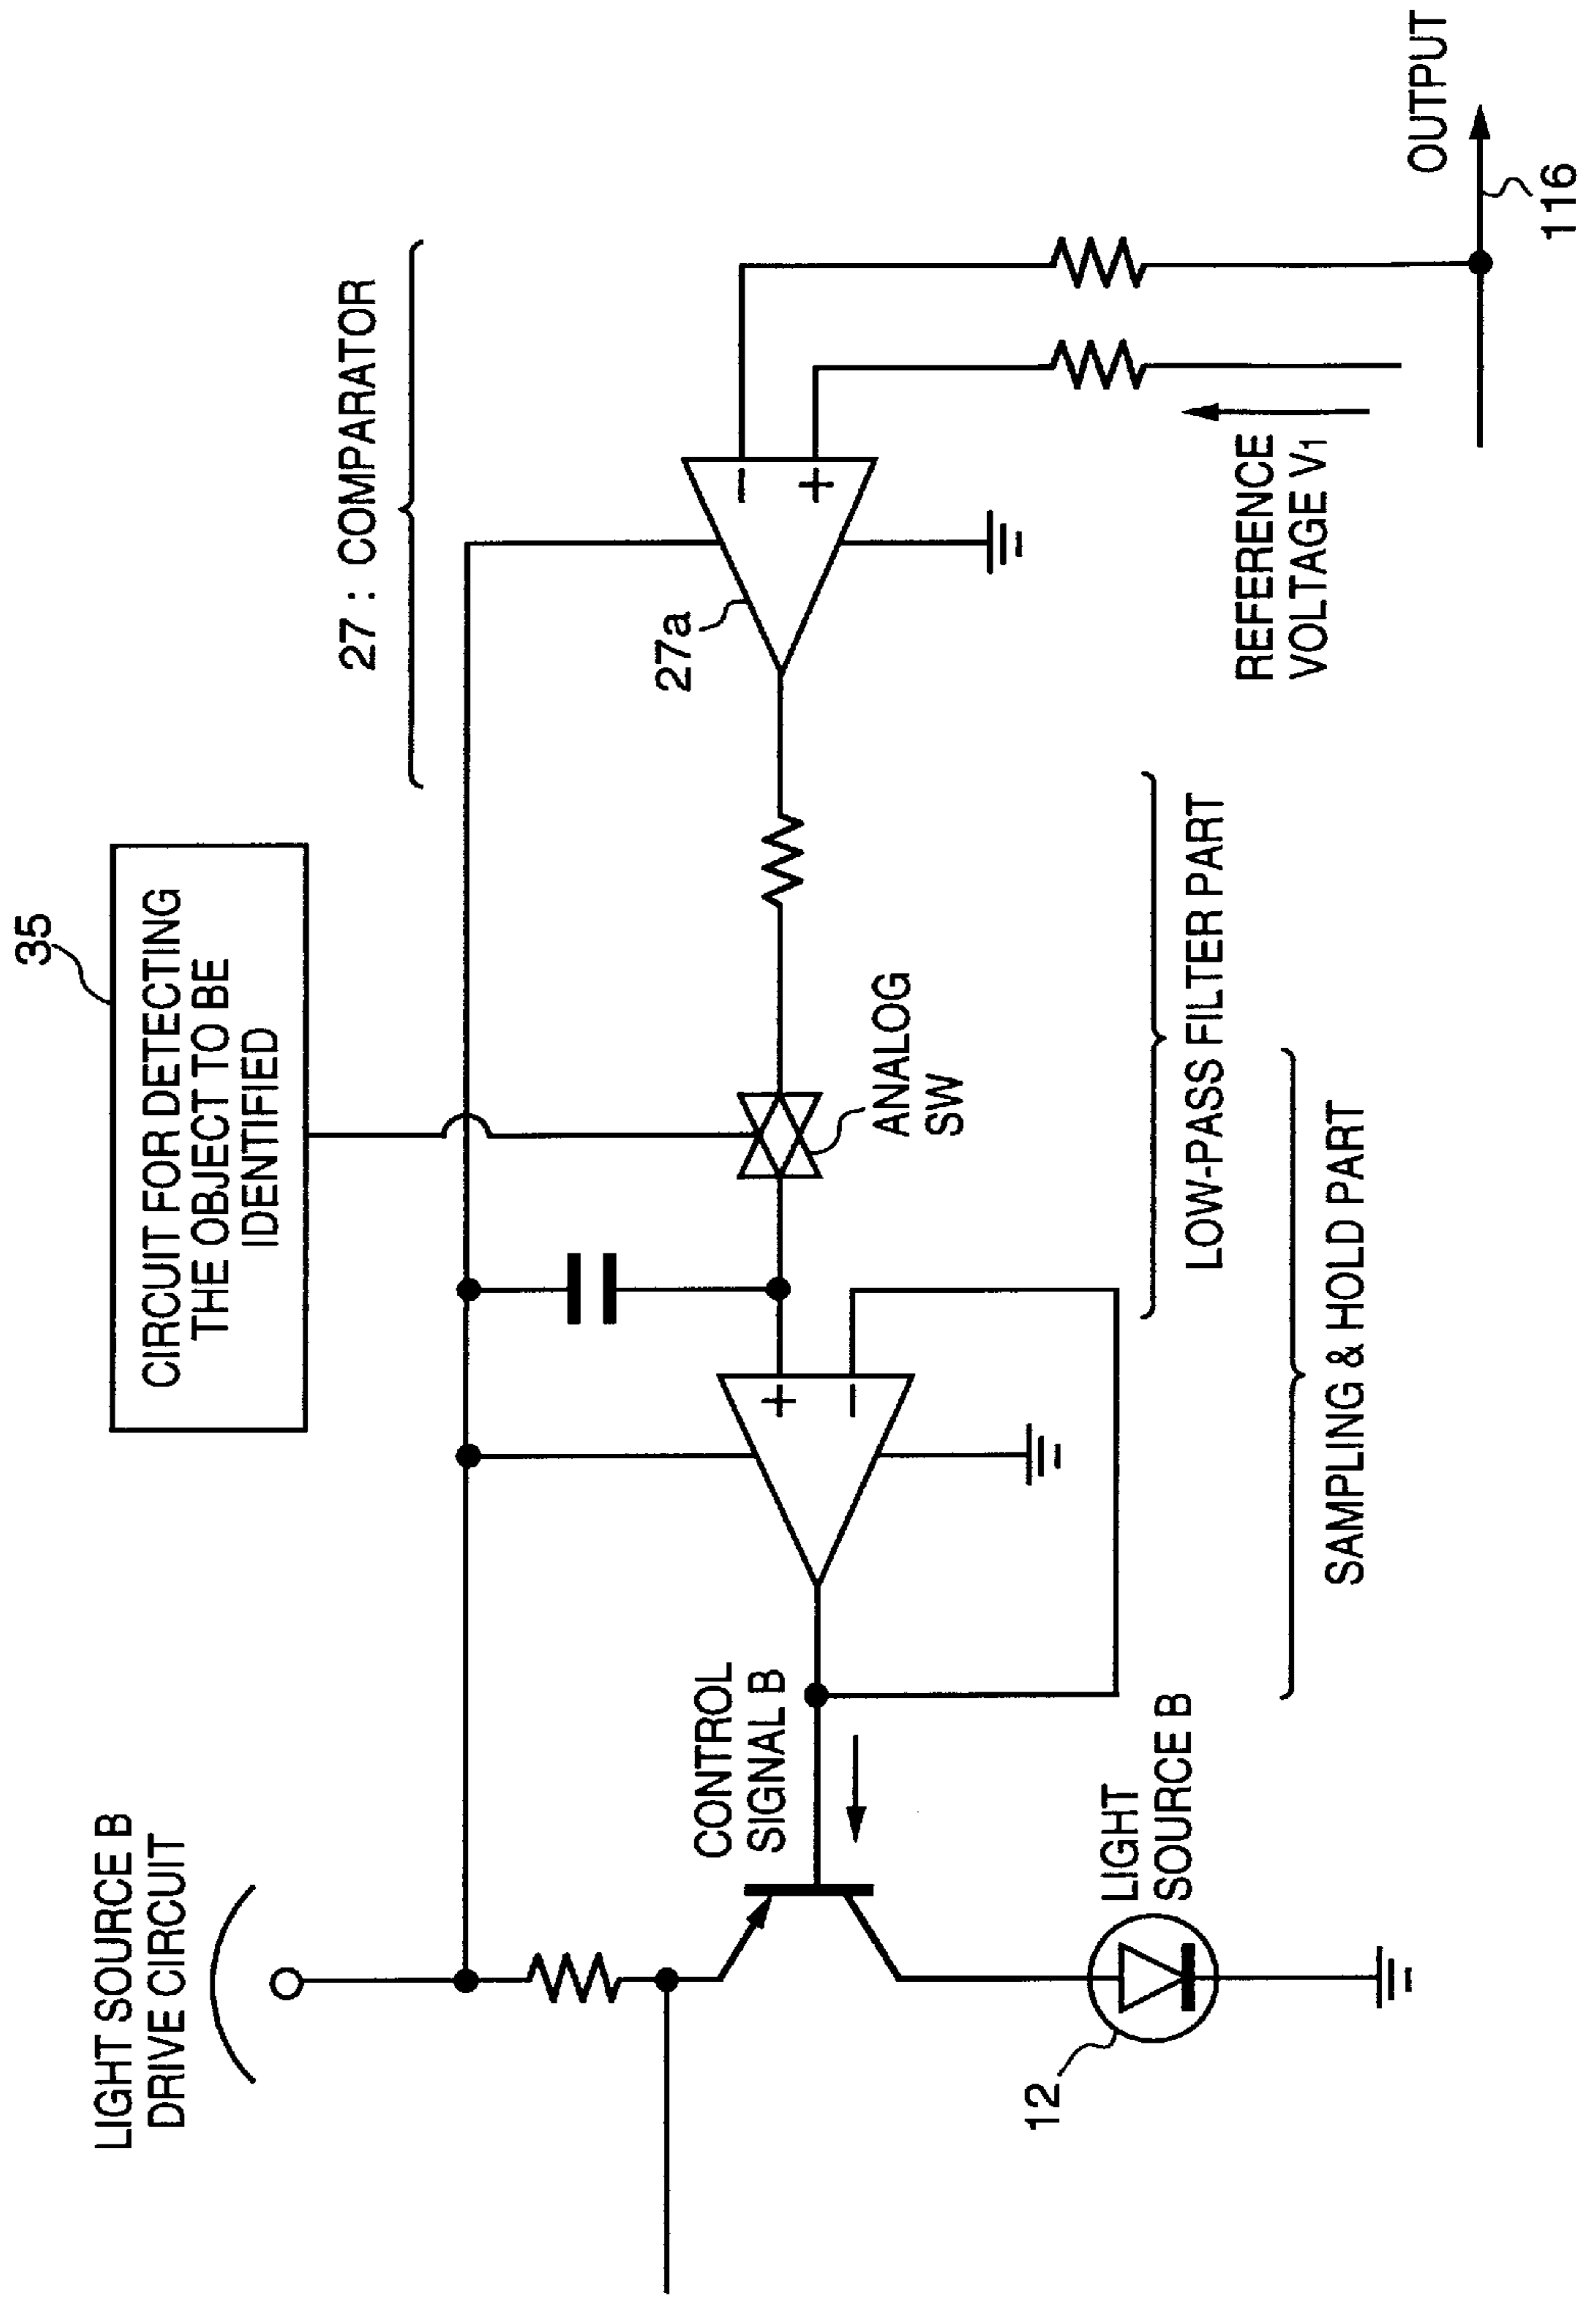 LIGHT SOURCE B
DRIVE CIRCUIT
35
CIRCUIT FOR DETECTING
THE OBJECT TO BE
IDENTIFIED
27 : COMPARATOR
CONTROL
SIGNAL B
+
−
ANALOG
SW
27a
−
+
12
LIGHT
SOURCE B
SAMPLING & HOLD PART
LOW-PASS FILTER PART
REFERENCE
VOLTAGE V1
OUTPUT
116